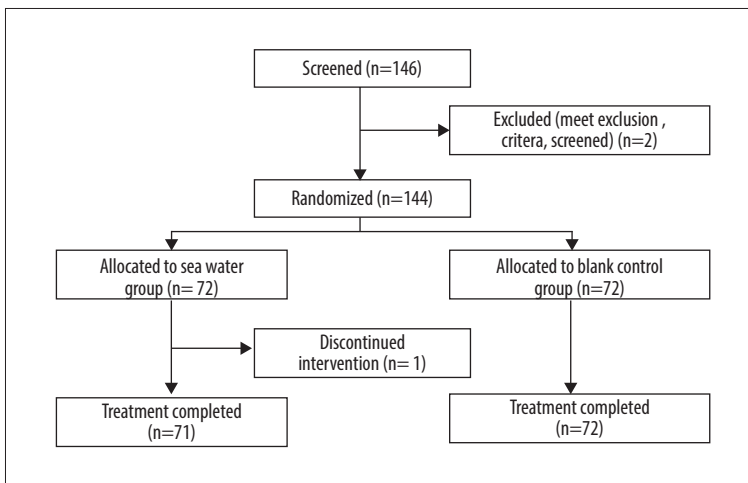 Screened (n=146)
Excluded (meet exclusion ,
critera, screened) (n=2)
Randomized (n=144)
Allocated to sea water
group (n= 72)
Allocated to blank control
group (n=72)
Discontinued
intervention (n= 1)
Treatment completed
(n=71)
Treatment completed
(n=72)